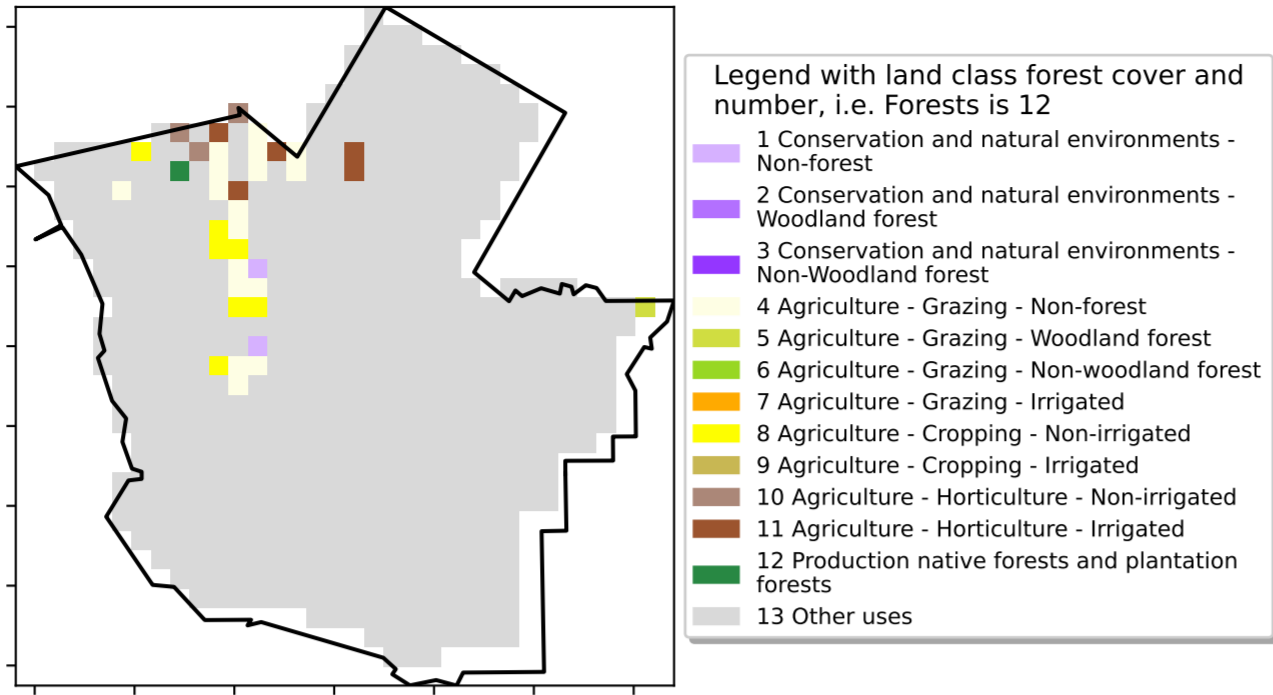 Legend with land class forest cover and
number, i.e. Forests is 12
1 Conservation and natural environments -
Non-forest
2 Conservation and natural environments -
Woodland forest
3 Conservation and natural environments -
Non-Woodland forest
4 Agriculture - Grazing - Non-forest
5 Agriculture - Grazing - Woodland forest
6 Agriculture - Grazing - Non-woodland forest
7 Agriculture - Grazing - Irrigated
8 Agriculture - Cropping - Non-irrigated
9 Agriculture - Cropping - Irrigated
10 Agriculture - Horticulture - Non-irrigated
11 Agriculture - Horticulture - Irrigated
12 Production native forests and plantation
forests
13 Other uses